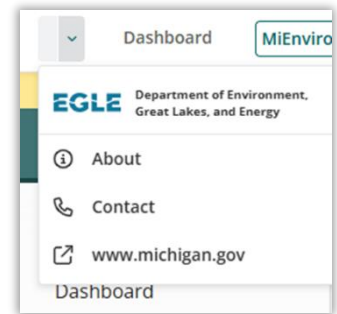 Dashboard MiEnviro
EGLE Department of Environment,
Great Lakes, and Energy
About
Contact
www.michigan.gov
Dashboard